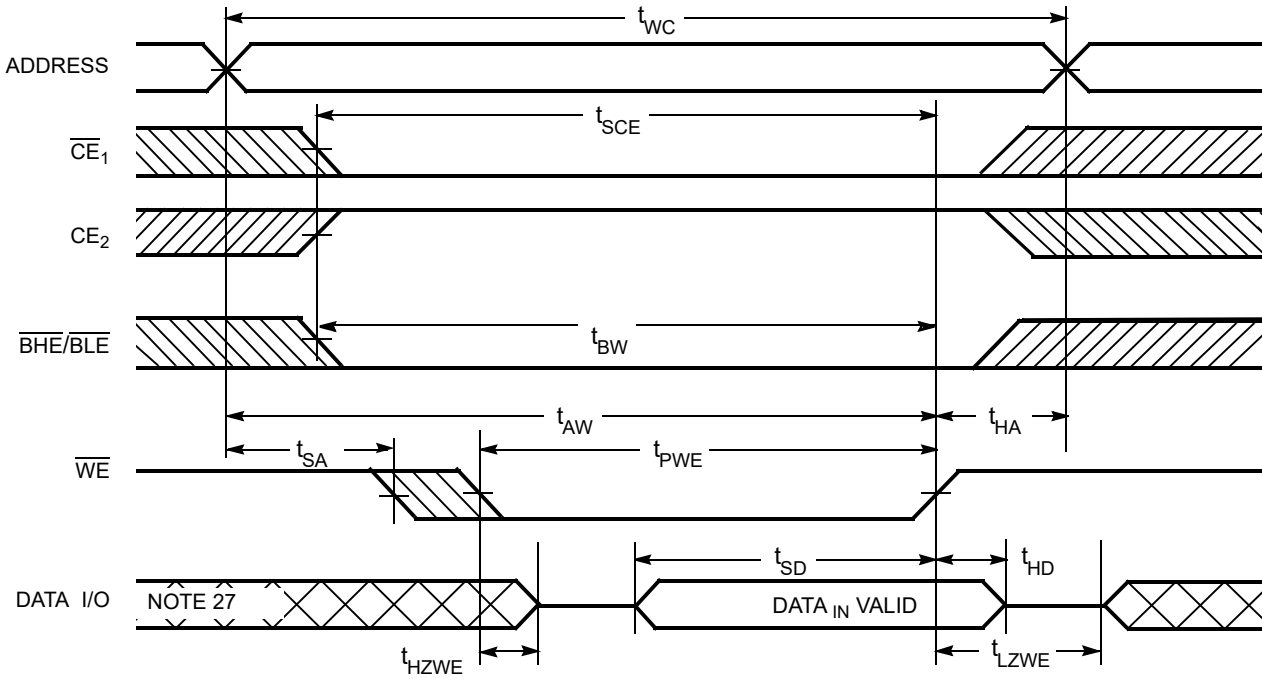 tWC
ADDRESS
tSCE
CE1
CE2
BHE/BLE
tBW
tAW
tHA
tSA
tPWE
WE
tSD
tHD
DATA I/O
NOTE 27
DATA IN VALID
tHZWE
tLZWE